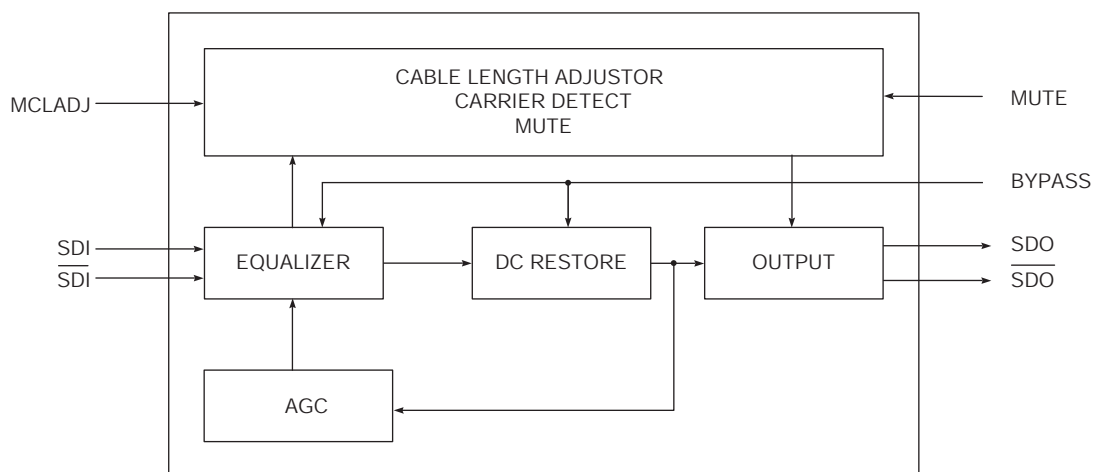 CABLE LENGTH ADJUSTOR
CARRIER DETECT
MUTE
MCLADJ
MUTE
BYPASS
SDI
SDI
EQUALIZER
DC RESTORE
OUTPUT
SDO
SDO
AGC